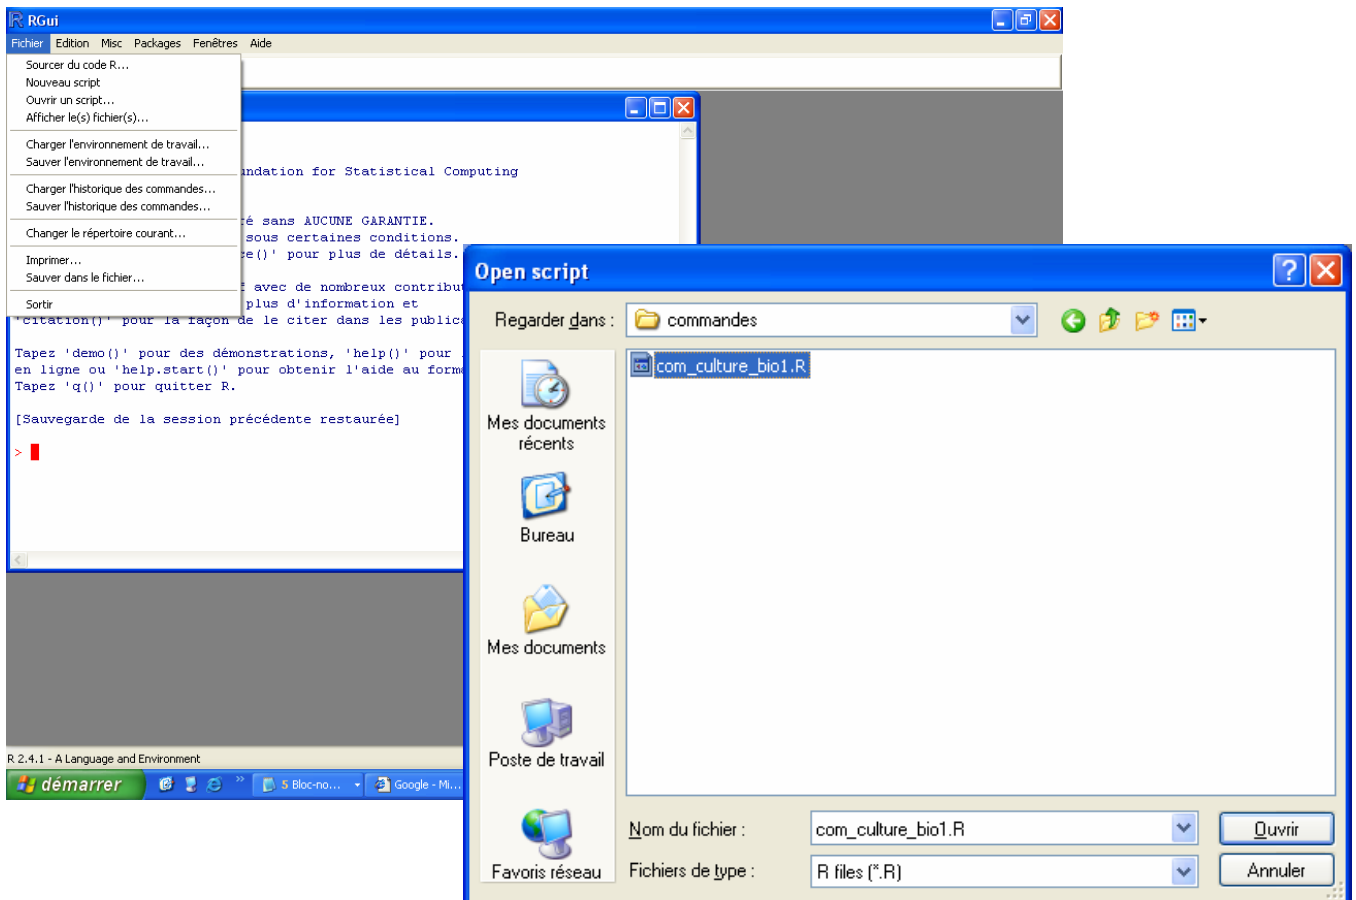 RGui
Fichier Edition Misc Packages Fenêtres Aide
Sourcer du code R...
Nouveau script
Ouvrir un script...
Afficher le(s) fichier(s)...
Charger l'environnement de travail...
Sauver l'environnement de travail...
Charger l'historique des commandes...
Sauver l'historique des commandes...
Changer le répertoire courant...
Imprimer...
Sauver dans le fichier...
Sortir
undation for Statistical Computing
é sans AUCUNE GARANTIE.
sous certaines conditions.
e()' pour plus de détails.
avec de nombreux contribut
plus d'information et
'citation()' pour la façon de le citer dans les publica
Tapez 'demo()' pour des démonstrations, 'help()' pour
en ligne ou 'help.start()' pour obtenir l'aide au form
Tapez 'q()' pour quitter R.
[Sauvegarde de la session précédente restaurée]
>
R 2.4.1 - A Language and Environment
démarrer
5 Bloc-no...
Google - Mi...
Open script
Regarder dans :
commandes
com_culture_bio1.R
Mes documents
récents
Bureau
Mes documents
Poste de travail
Favoris réseau
Nom du fichier :
com_culture_bio1.R
Ouvrir
Fichiers de type :
R files (*.R)
Annuler